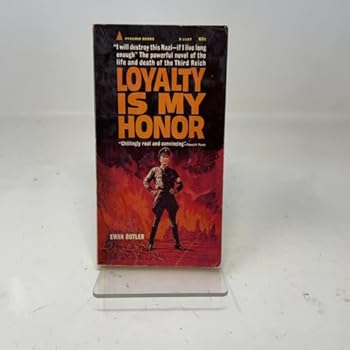 PYRAMID BOOKS 60¢
"I will destroy this Nazi—if I live long
enough" The powerful novel of the
life and death of the Third Reich
LOYALTY
IS MY
HONOR
"Chillingly real and convincing"
EWAN BUTLER